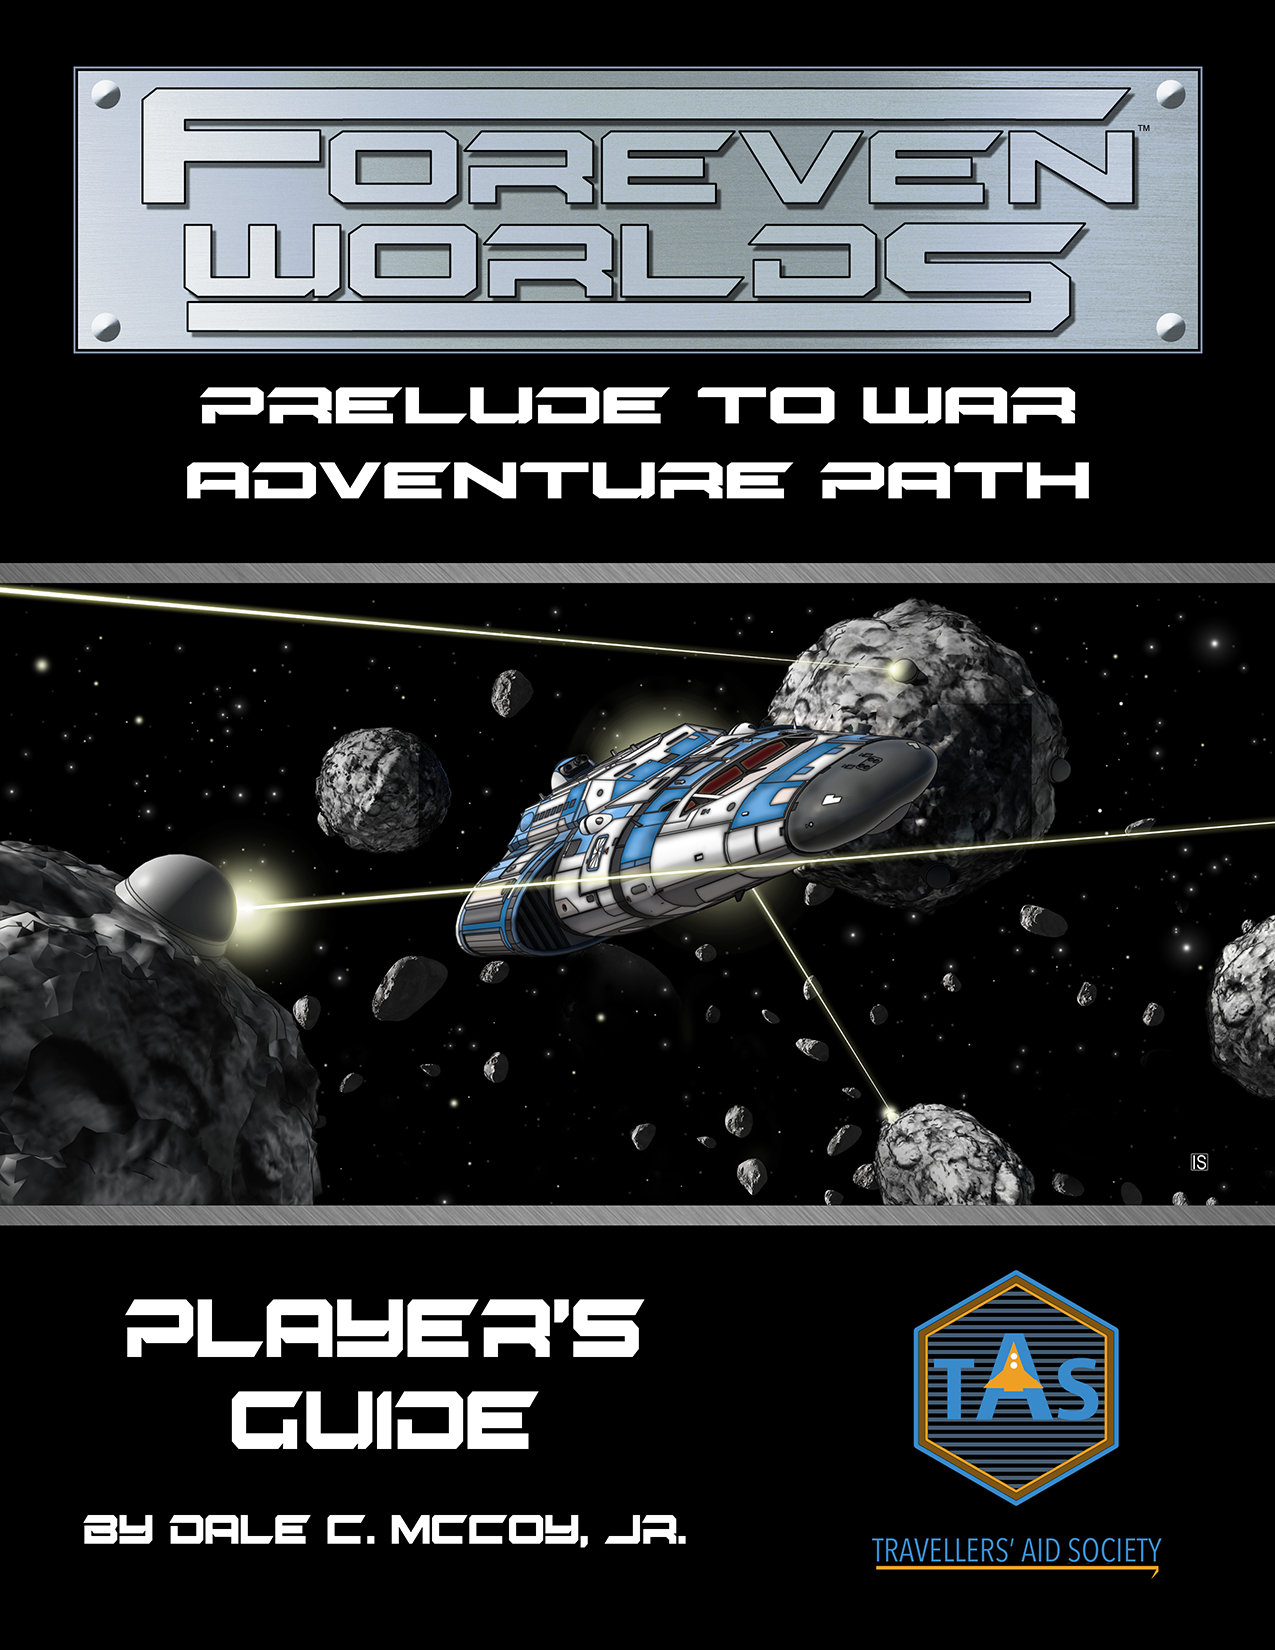 FOREVEN™
WORLDS
PRELUDE TO WAR
ADVENTURE PATH
IS
PLAYER'S
GUIDE
BY DALE C. MCCOY, JR.
TAS
TRAVELLERS' AID SOCIETY